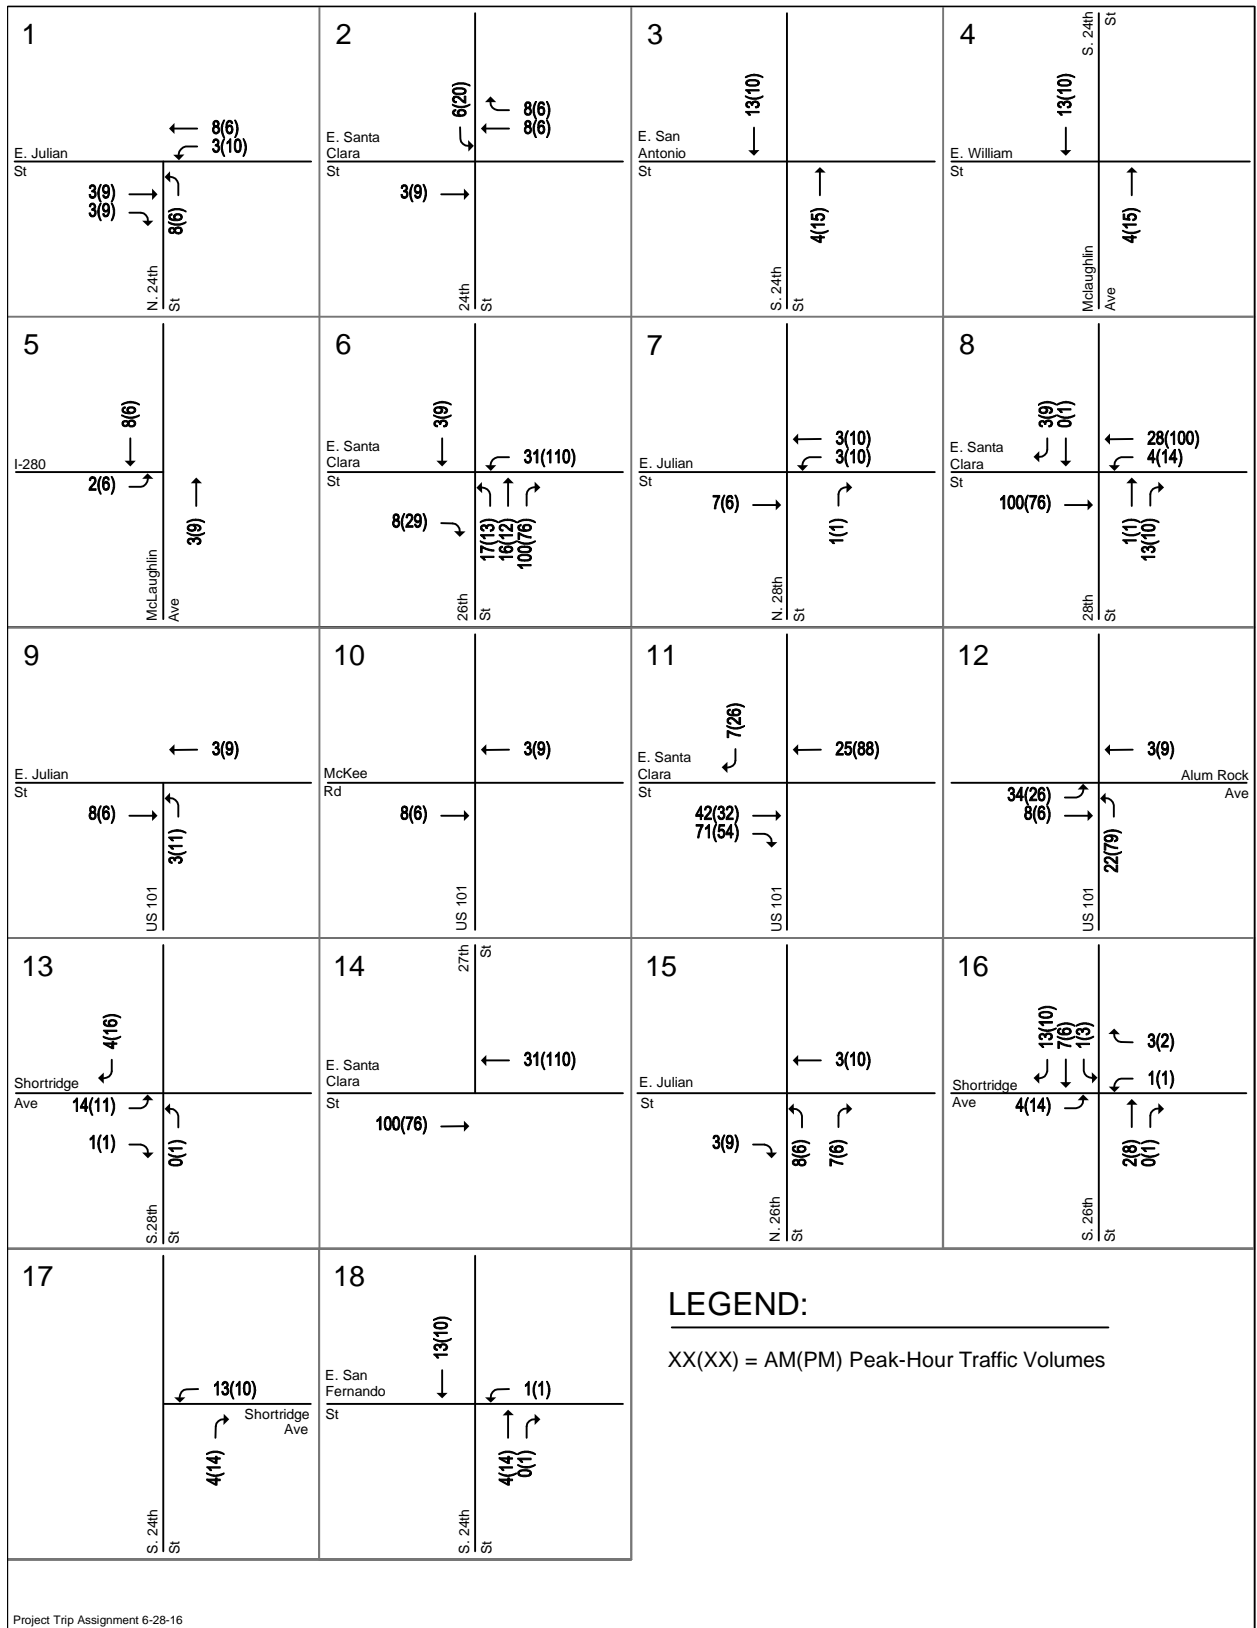 1
8(6)
3(10)
E. Julian
St
3(9)
3(9)
8(6)
N. 24th
St
2
6(20)
8(6)
8(6)
E. Santa
Clara
St
3(9)
24th
St
3
13(10)
E. San
Antonio
St
4(15)
S. 24th
St
4
S. 24th
St
13(10)
E. William
St
4(15)
Mclaughlin
Ave
5
8(6)
I-280
2(6)
3(9)
McLaughlin
Ave
6
3(9)
E. Santa
Clara
St
31(110)
8(29)
17(13)
16(12)
100(76)
26th
St
7
3(10)
3(10)
E. Julian
St
7(6)
1(1)
N. 28th
St
8
3(9)
0(1)
28(100)
4(14)
E. Santa
Clara
St
100(76)
1(1)
13(10)
28th
St
9
3(9)
E. Julian
St
8(6)
3(11)
US 101
10
3(9)
McKee
Rd
8(6)
US 101
11
7(26)
25(88)
E. Santa
Clara
St
42(32)
71(54)
US 101
12
3(9)
Alum Rock
Ave
34(26)
8(6)
22(79)
US 101
13
4(16)
Shortridge
Ave
14(11)
1(1)
0(1)
S.28th
St
14
27th
St
31(110)
E. Santa
Clara
St
100(76)
15
3(10)
E. Julian
St
3(9)
8(6)
7(6)
N. 26th
St
16
13(10)
7(6)
1(3)
3(2)
1(1)
Shortridge
Ave
4(14)
2(8)
0(1)
S. 26th
St
17
13(10)
Shortridge
Ave
4(14)
S. 24th
St
18
13(10)
E. San
Fernando
St
1(1)
4(14)
0(1)
S. 24th
St
LEGEND:
XX(XX) = AM(PM) Peak-Hour Traffic Volumes
Project Trip Assignment 6-28-16